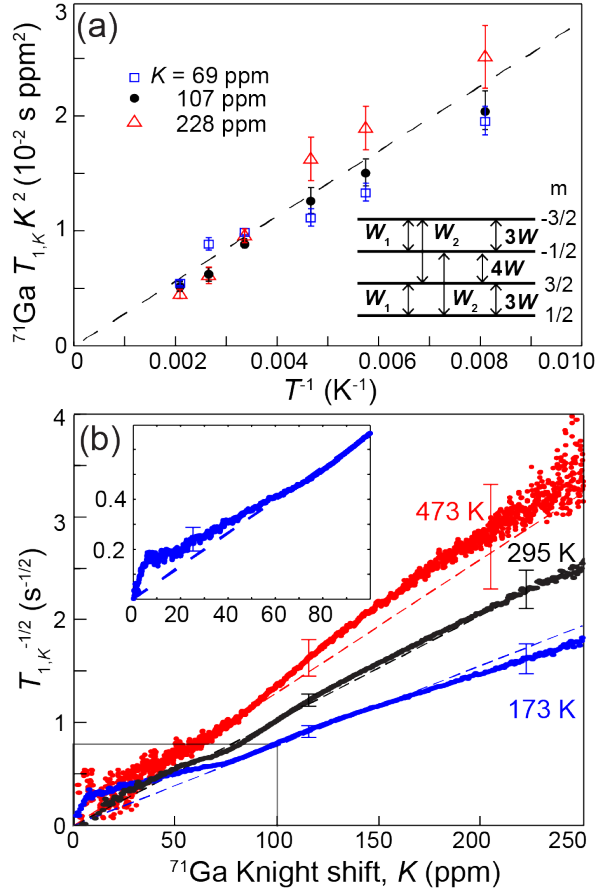 (a)
⁷¹Ga T₁,K K² (10⁻² s ppm²)
3
2
1
0
K = 69 ppm
107 ppm
228 ppm
m
W₁ W₂ 3W -3/2
4W -1/2
W₁ W₂ 3W 3/2
1/2
0 0.002 0.004 0.006 0.008 0.010
T⁻¹ (K⁻¹)
(b)
T₁,K⁻¹/² (s⁻¹/²)
4
3
2
1
0
0.4
0.2
0 20 40 60 80
473 K
295 K
173 K
0 50 100 150 200 250
⁷¹Ga Knight shift, K (ppm)